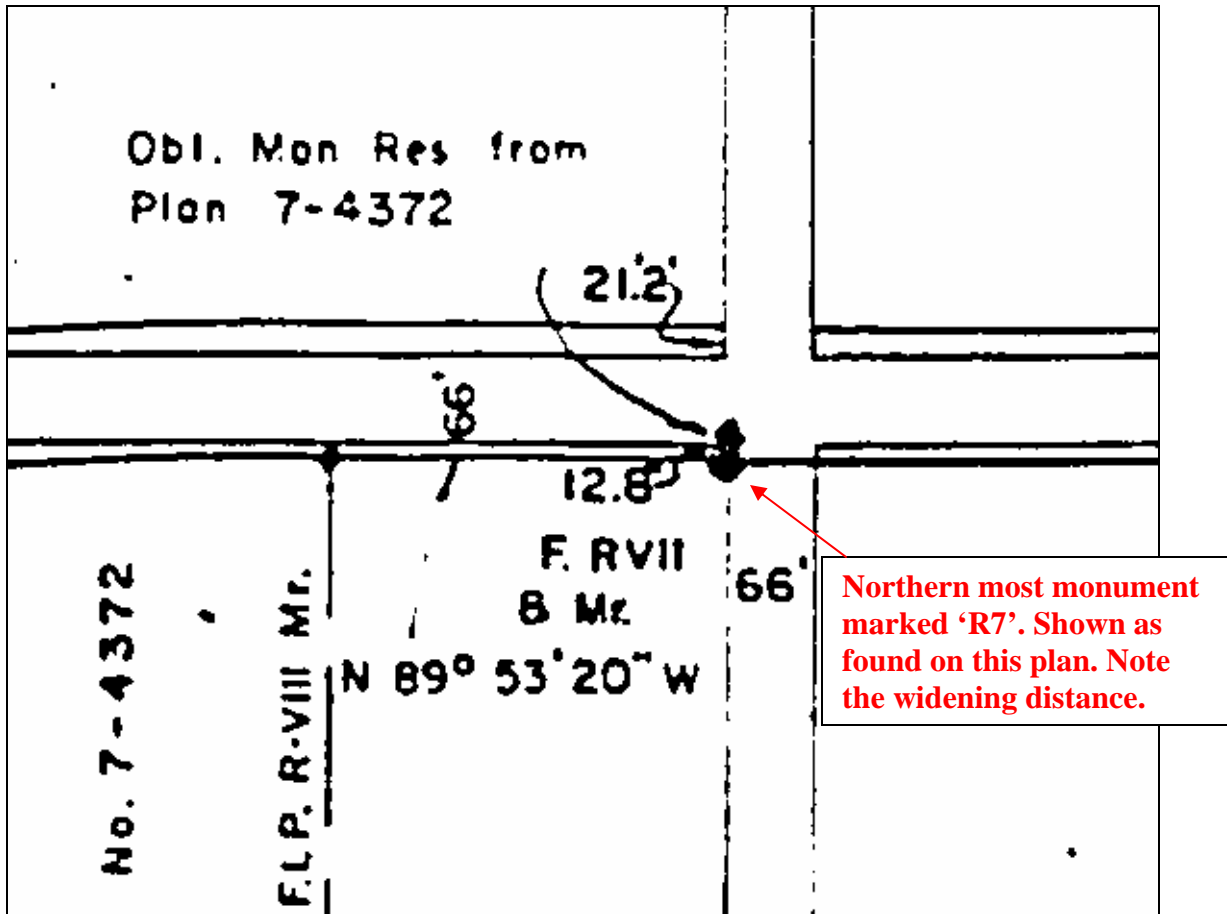 Obl. Mon Res from
Plan 7-4372
21.2'
66'
12.8'
F. RVII
8 Mr.
66'
N 89° 53' 20" W
No. 7-4372
F.I.P. R-VIII Mr.
Northern most monument
marked ‘R7’. Shown as
found on this plan. Note
the widening distance.